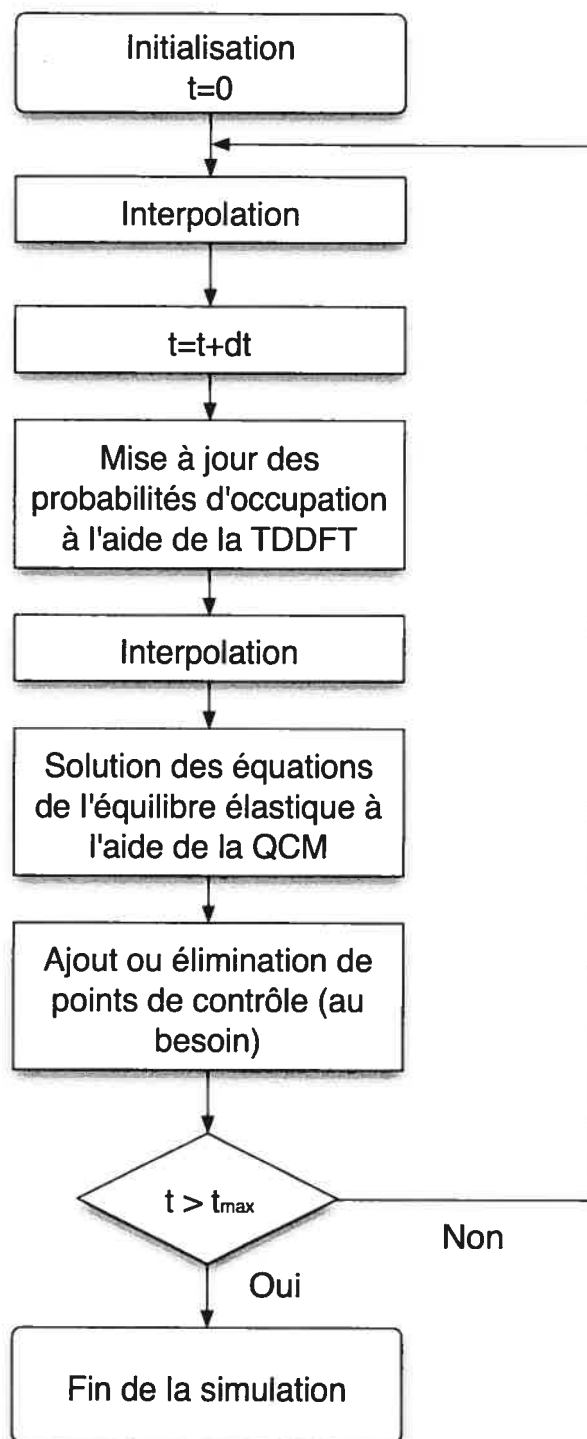 Initialisation
t=0
Interpolation
t=t+dt
Mise à jour des
probabilités d'occupation
à l'aide de la TDDFT
Interpolation
Solution des équations
de l'équilibre élastique à
l'aide de la QCM
Ajout ou élimination de
points de contrôle (au
besoin)
t > tmax
Non
Oui
Fin de la simulation